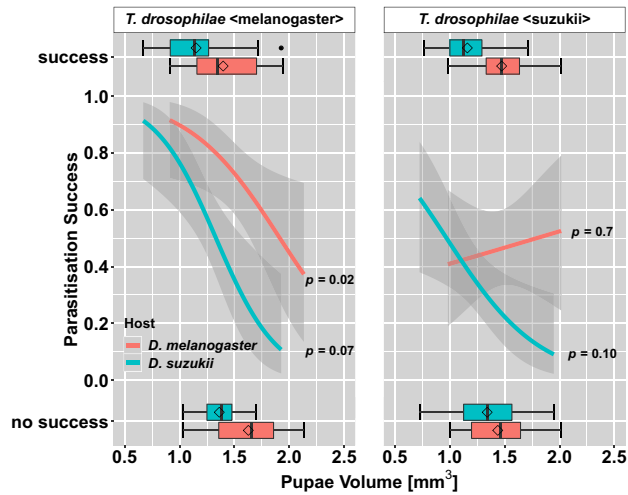 T. drosophilae <melanogaster>
T. drosophilae <suzukii>
success
1.0
0.8
0.6
0.4
0.2
0.0
no success
Parasitisation Success
p = 0.02
p = 0.07
p = 0.7
p = 0.10
Host
D. melanogaster
D. suzukii
0.5 1.0 1.5 2.0 2.5
0.5 1.0 1.5 2.0 2.5
Pupae Volume [mm³]